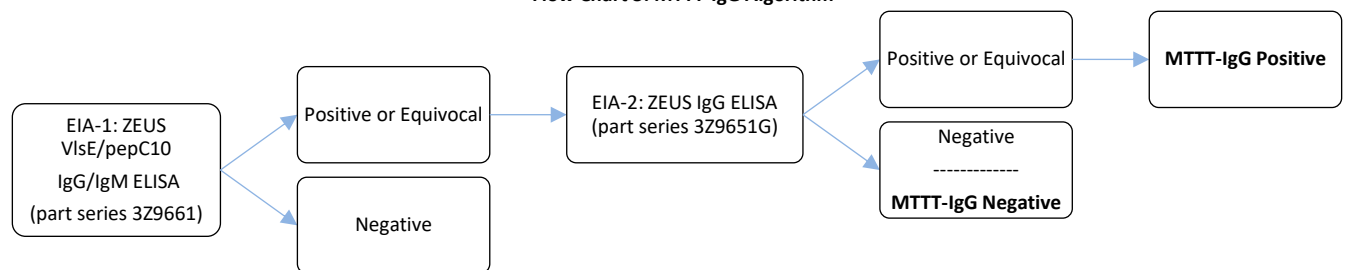 EIA-1: ZEUS
VlsE/pepC10
IgG/IgM ELISA
(part series 3Z9661)
Positive or Equivocal
Negative
EIA-2: ZEUS IgG ELISA
(part series 3Z9651G)
Positive or Equivocal
Negative
-------------
MTTT-IgG Negative
MTTT-IgG Positive